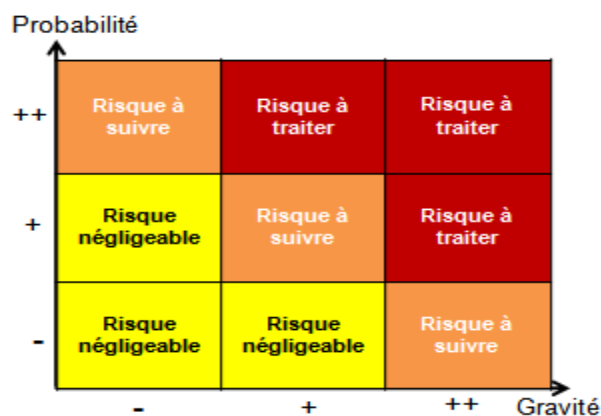 Probabilité
++
Risque à
suivre
Risque à
traiter
Risque à
traiter
+
Risque
négligeable
Risque à
suivre
Risque à
traiter
-
Risque
négligeable
Risque
négligeable
Risque à
suivre
-
+
++
Gravité